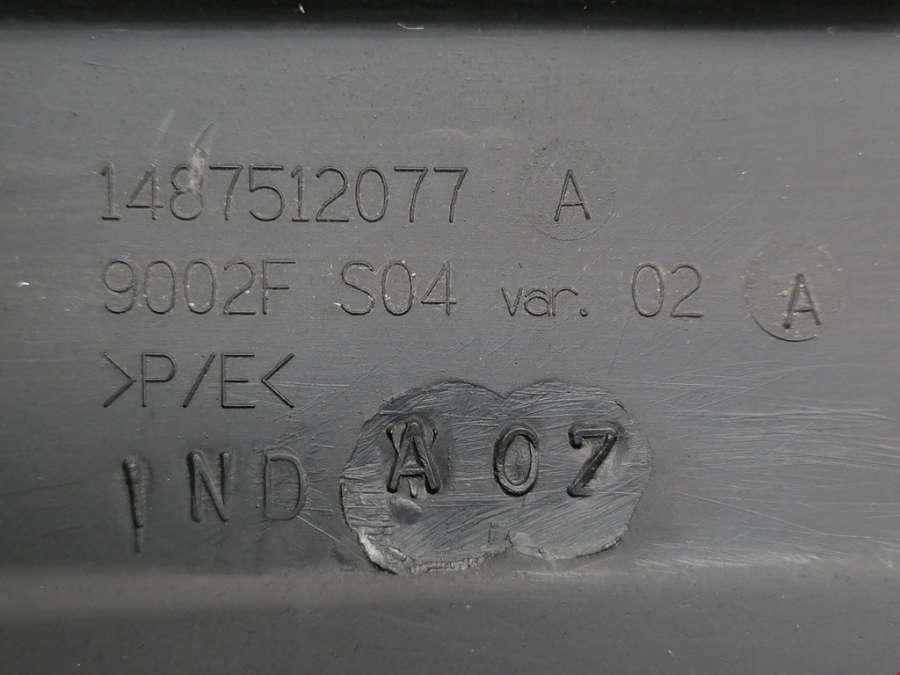 1487512077 A
9002F S04 var. 02 A
>P/E<
IND A 07